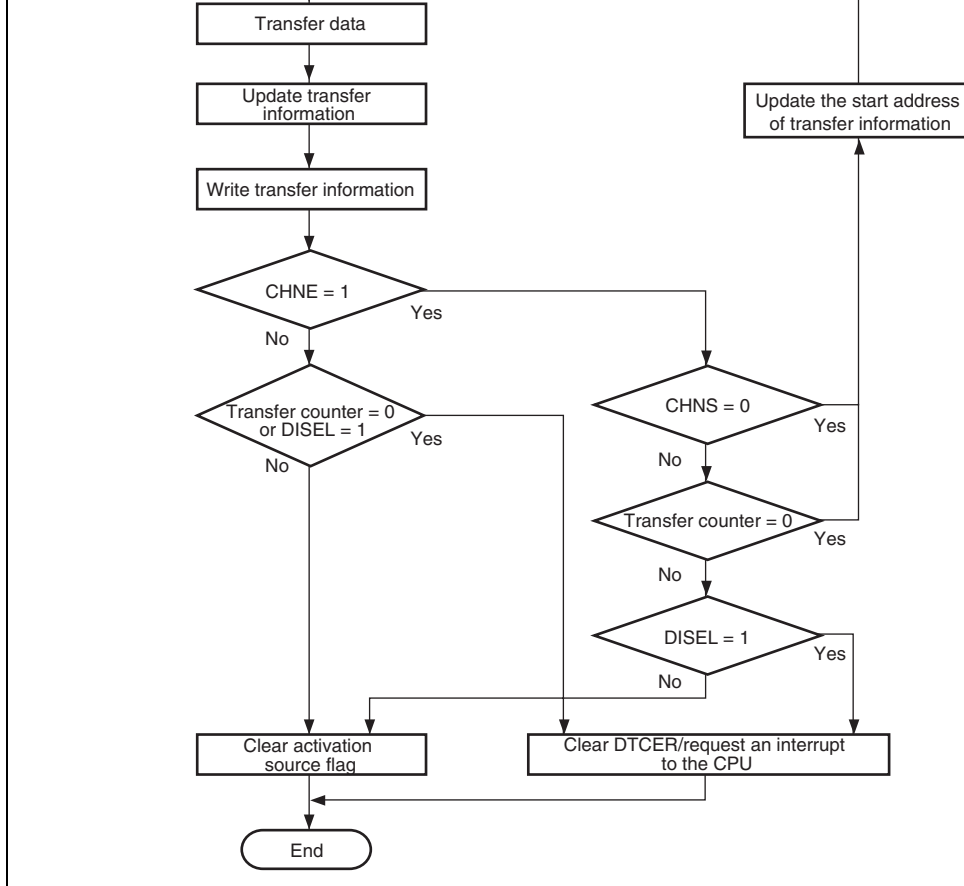 Transfer data
Update transfer
information
Update the start address
of transfer information
Write transfer information
CHNE = 1
Yes
No
Transfer counter = 0
or DISEL = 1
Yes
No
CHNS = 0
Yes
No
Transfer counter = 0
Yes
No
DISEL = 1
Yes
No
Clear activation
source flag
Clear DTCER/request an interrupt
to the CPU
End